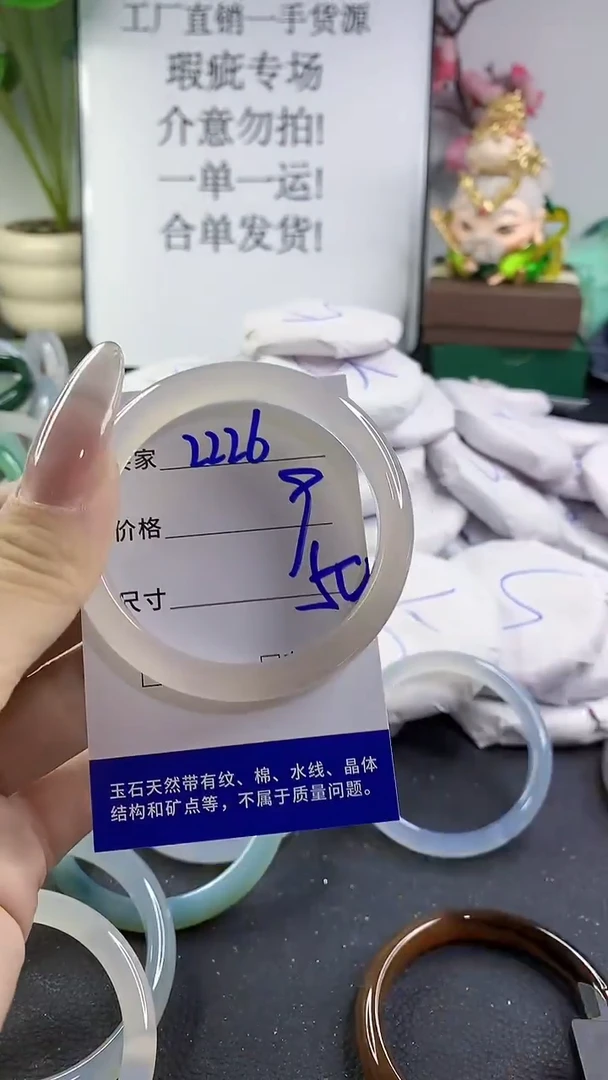 工厂直销一手货源
瑕疵专场
介意勿拍!
一单一运!
合单发货!
家 2226
价格
尺寸 50
玉石天然带有纹、棉、水线、晶体
结构和矿点等，不属于质量问题。